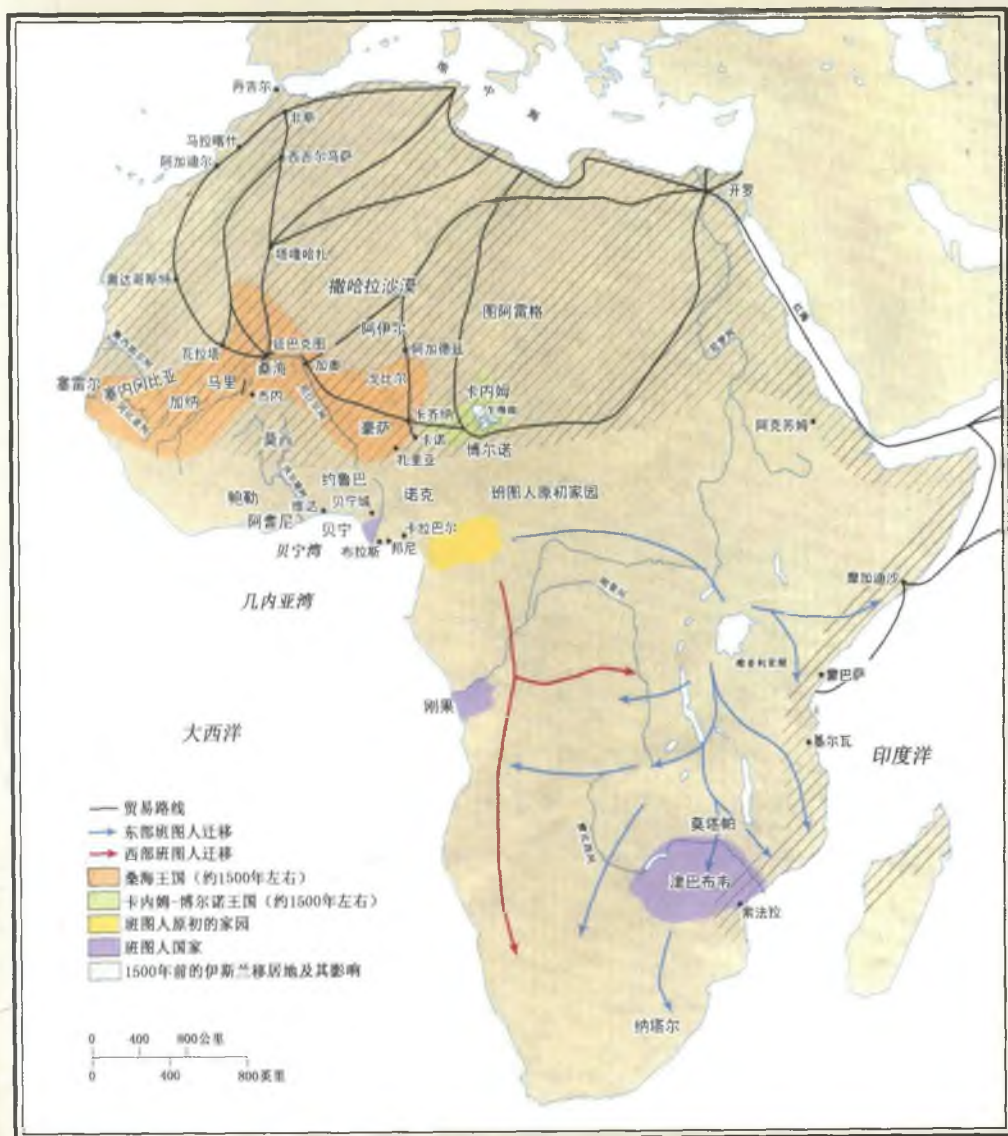 丹吉尔
非斯
马拉喀什
西吉尔马萨
阿加迪尔
开罗
塔噶哈扎
撒哈拉沙漠
红海
图阿雷格
阿伊尔
瓦拉塔
廷巴克图
阿加德兹
桑海
加奥
塞雷尔
塞内冈比亚
马里
戈比尔
卡内姆
加纳
杰内
卡齐纳
豪萨
卡诺
博尔诺
阿克苏姆
扎里亚
莫西
约鲁巴
诺克
班图人原初家园
鲍勒
维达
贝宁城
阿肯尼
贝宁
卡拉巴尔
贝宁湾
布拉斯
邦尼
几内亚湾
摩加迪沙
蒙巴萨
刚果
大西洋
基尔瓦
印度洋
莫塔帕
津巴布韦
索法拉
纳塔尔
贸易路线
东部班图人迁移
西部班图人迁移
桑海王国（约1500年左右）
卡内姆-博尔诺王国（约1500年左右）
班图人原初的家园
班图人国家
1500年前的伊斯兰移居地及其影响
0 400 800公里
0 400 800英里